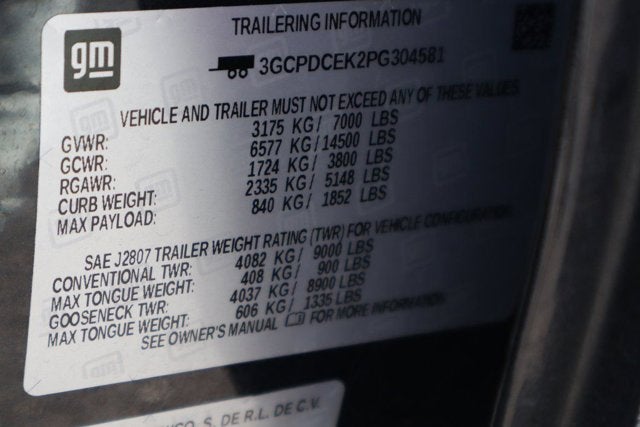 gm
TRAILERING INFORMATION
3GCPDCEK2PG304581
VEHICLE AND TRAILER MUST NOT EXCEED ANY OF THESE VALUES
GVWR: 3175 KG/ 7000 LBS
GCWR: 6577 KG/ 14500 LBS
RGAWR: 1724 KG/ 3800 LBS
CURB WEIGHT: 2335 KG/ 5148 LBS
MAX PAYLOAD: 840 KG/ 1852 LBS
SAE J2807 TRAILER WEIGHT RATING (TWR) FOR VEHICLE CONFIGURATION
CONVENTIONAL TWR: 4082 KG/ 9000 LBS
MAX TONGUE WEIGHT: 408 KG/ 900 LBS
GOOSENECK TWR: 4037 KG/ 8900 LBS
MAX TONGUE WEIGHT: 606 KG/ 1335 LBS
SEE OWNER'S MANUAL FOR MORE INFORMATION
S. DE R.L. DE C.V.